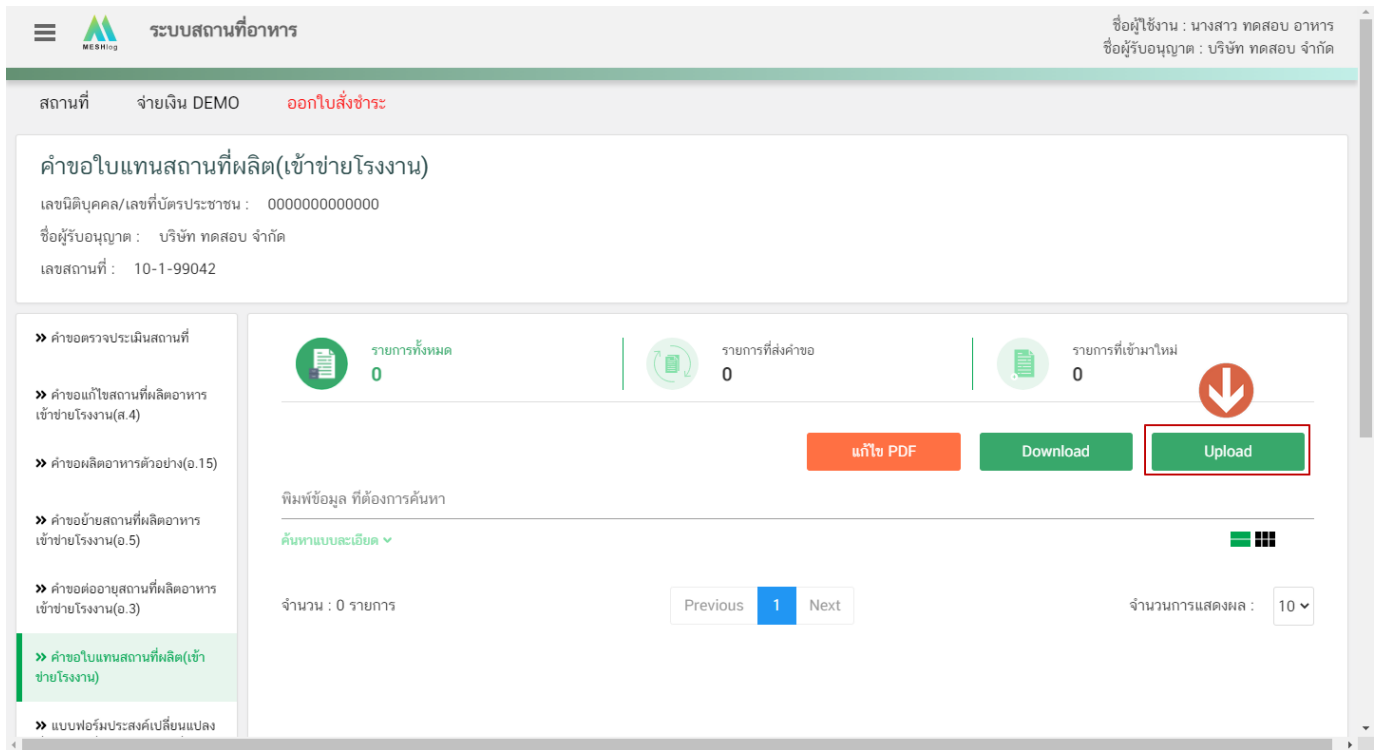 MESHlog
ระบบสถานที่อาหาร
ชื่อผู้ใช้งาน : นางสาว ทดสอบ อาหาร
ชื่อผู้รับอนุญาต : บริษัท ทดสอบ จำกัด
สถานที่ จ่ายเงิน DEMO ออกใบสั่งชำระ
คำขอใบแทนสถานที่ผลิต(เข้าข่ายโรงงาน)
เลขนิติบุคคล/เลขที่บัตรประชาชน : 0000000000000
ชื่อผู้รับอนุญาต : บริษัท ทดสอบ จำกัด
เลขสถานที่ : 10-1-99042
คำขอตรวจประเมินสถานที่
คำขอแก้ไขสถานที่ผลิตอาหาร
เข้าข่ายโรงงาน(ส.4)
คำขอผลิตอาหารตัวอย่าง(อ.15)
คำขอย้ายสถานที่ผลิตอาหาร
เข้าข่ายโรงงาน(อ.5)
คำขอต่ออายุสถานที่ผลิตอาหาร
เข้าข่ายโรงงาน(อ.3)
คำขอใบแทนสถานที่ผลิต(เข้า
ข่ายโรงงาน)
แบบฟอร์มประสงค์เปลี่ยนแปลง
รายการทั้งหมด
0
รายการที่ส่งคำขอ
0
รายการที่เข้ามาใหม่
0
แก้ไข PDF Download Upload
พิมพ์ข้อมูล ที่ต้องการค้นหา
ค้นหาแบบละเอียด
จำนวน : 0 รายการ
Previous 1 Next
จำนวนการแสดงผล : 10